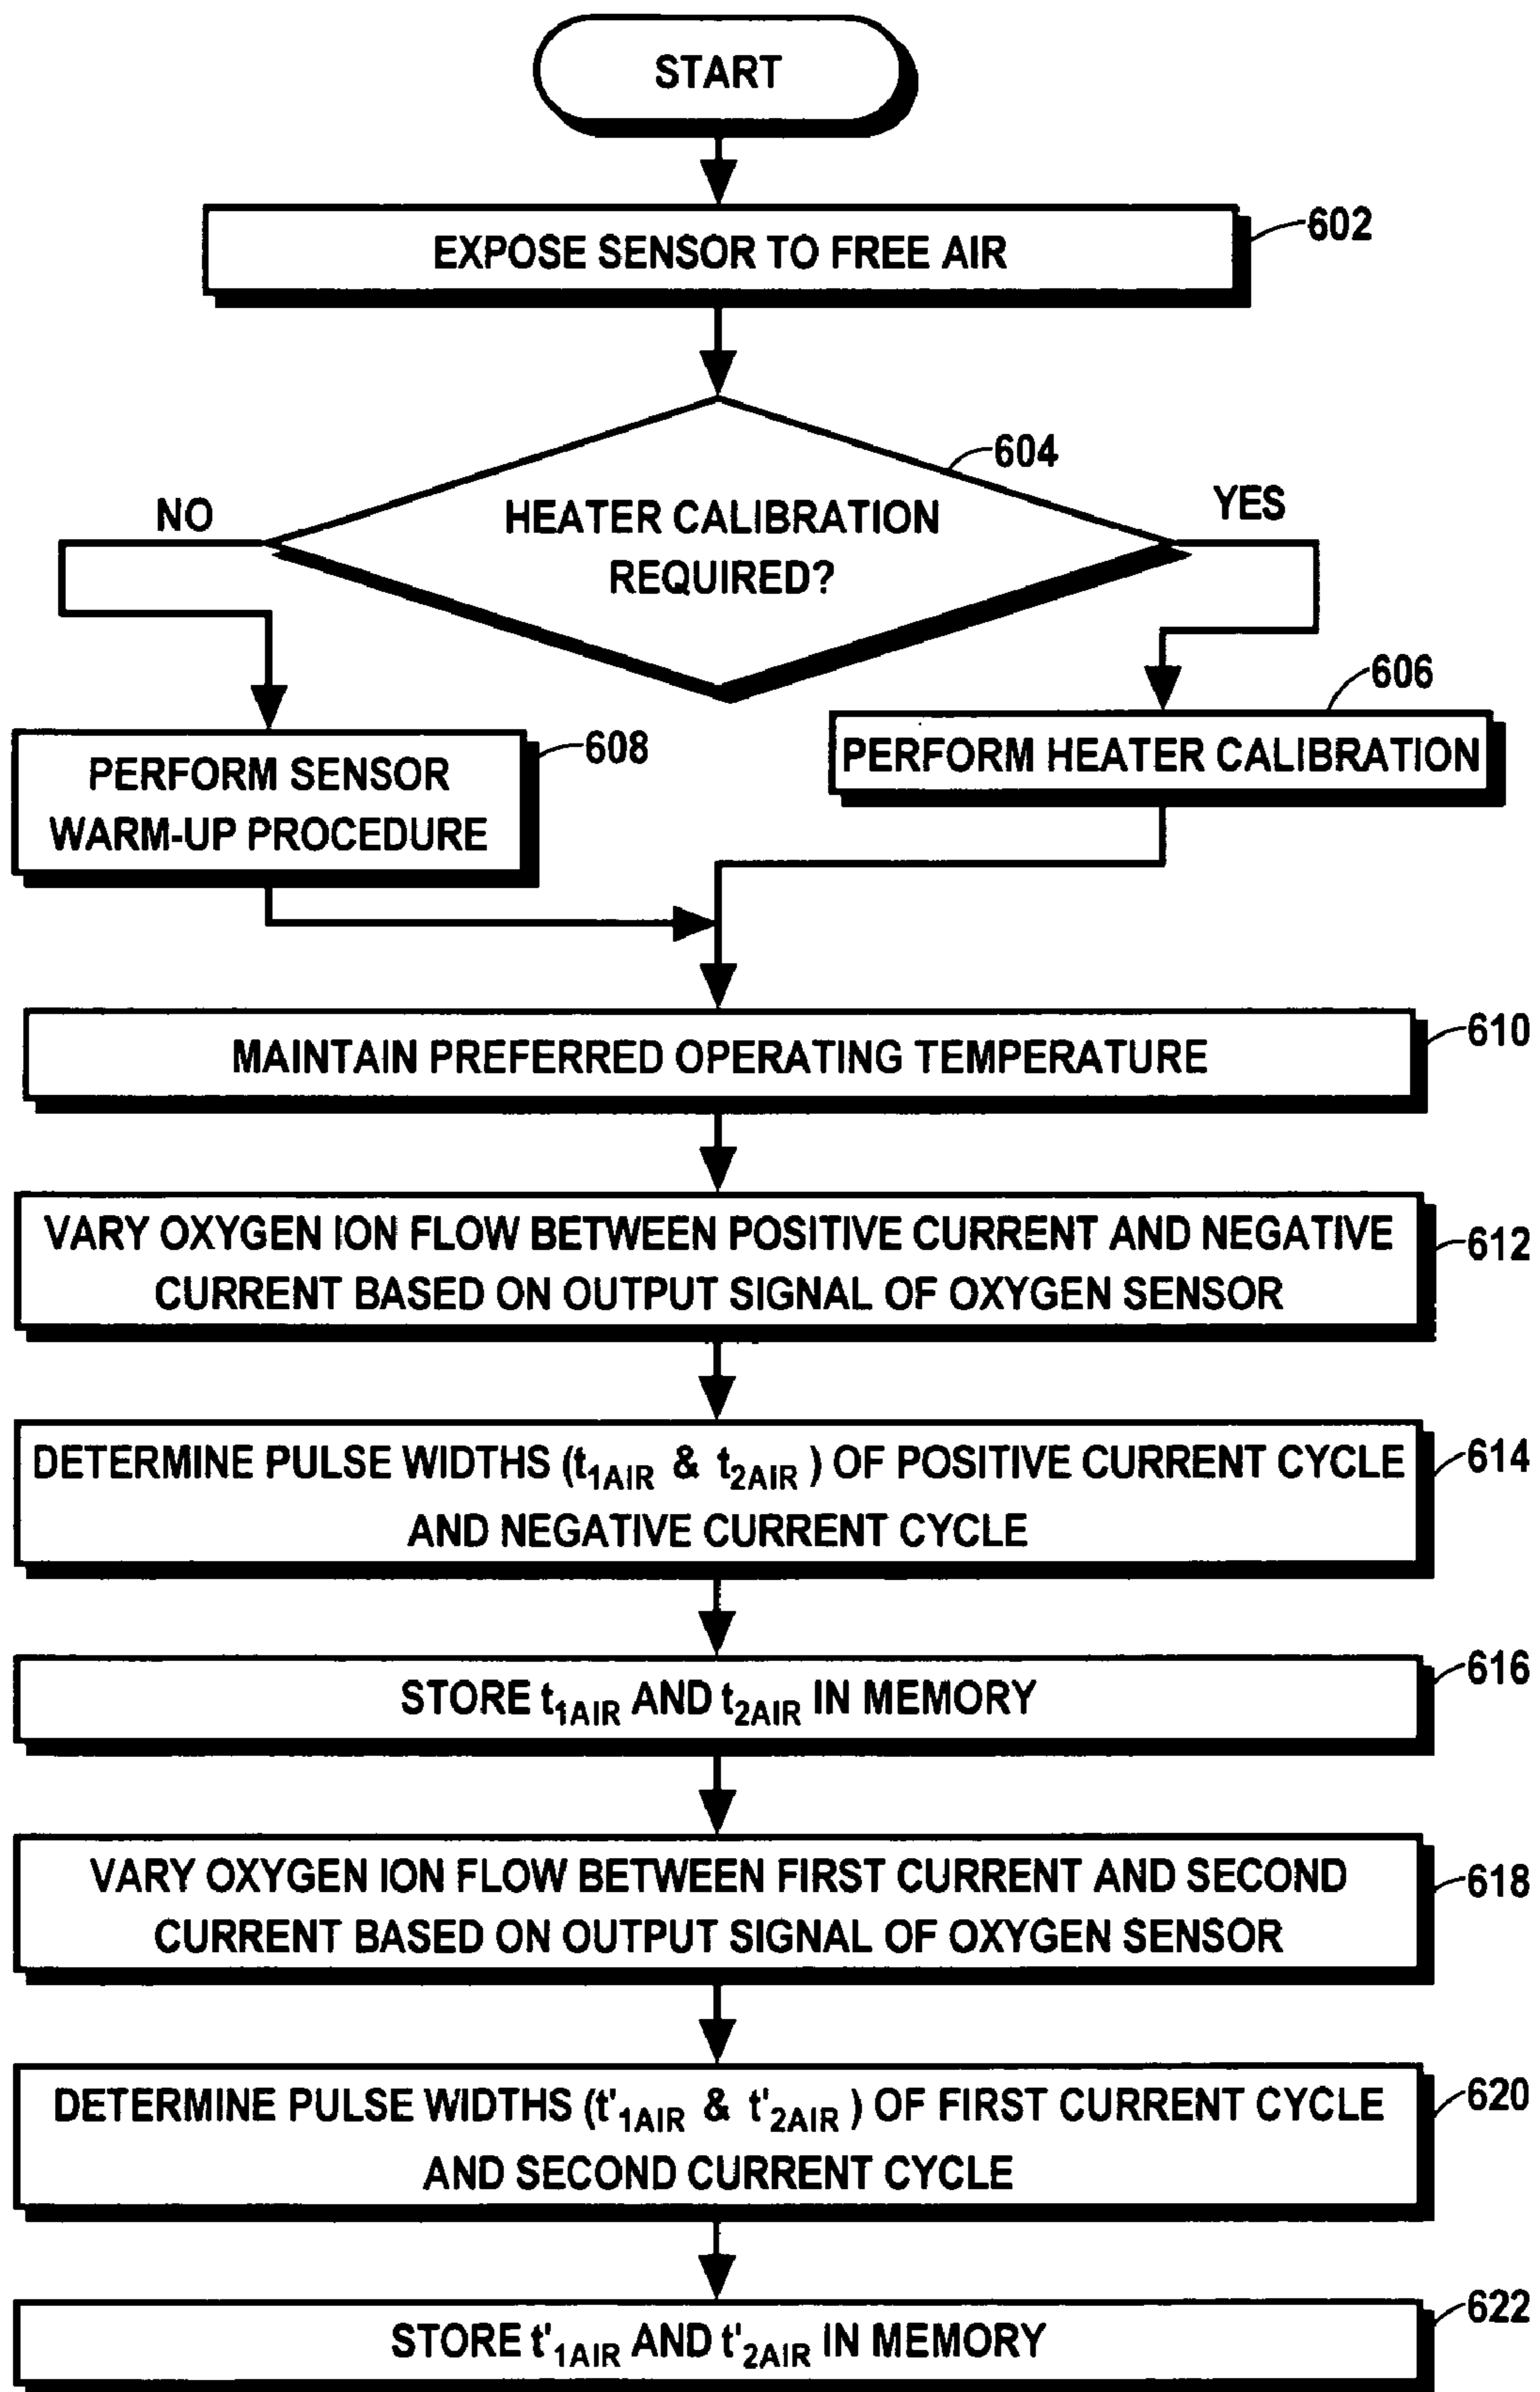 START
EXPOSE SENSOR TO FREE AIR
602
604
NO
HEATER CALIBRATION
REQUIRED?
YES
606
PERFORM HEATER CALIBRATION
608
PERFORM SENSOR
WARM-UP PROCEDURE
MAINTAIN PREFERRED OPERATING TEMPERATURE
610
VARY OXYGEN ION FLOW BETWEEN POSITIVE CURRENT AND NEGATIVE
CURRENT BASED ON OUTPUT SIGNAL OF OXYGEN SENSOR
612
DETERMINE PULSE WIDTHS (t1AIR & t2AIR ) OF POSITIVE CURRENT CYCLE
AND NEGATIVE CURRENT CYCLE
614
STORE t1AIR AND t2AIR IN MEMORY
616
VARY OXYGEN ION FLOW BETWEEN FIRST CURRENT AND SECOND
CURRENT BASED ON OUTPUT SIGNAL OF OXYGEN SENSOR
618
DETERMINE PULSE WIDTHS (t'1AIR & t'2AIR ) OF FIRST CURRENT CYCLE
AND SECOND CURRENT CYCLE
620
STORE t'1AIR AND t'2AIR IN MEMORY
622